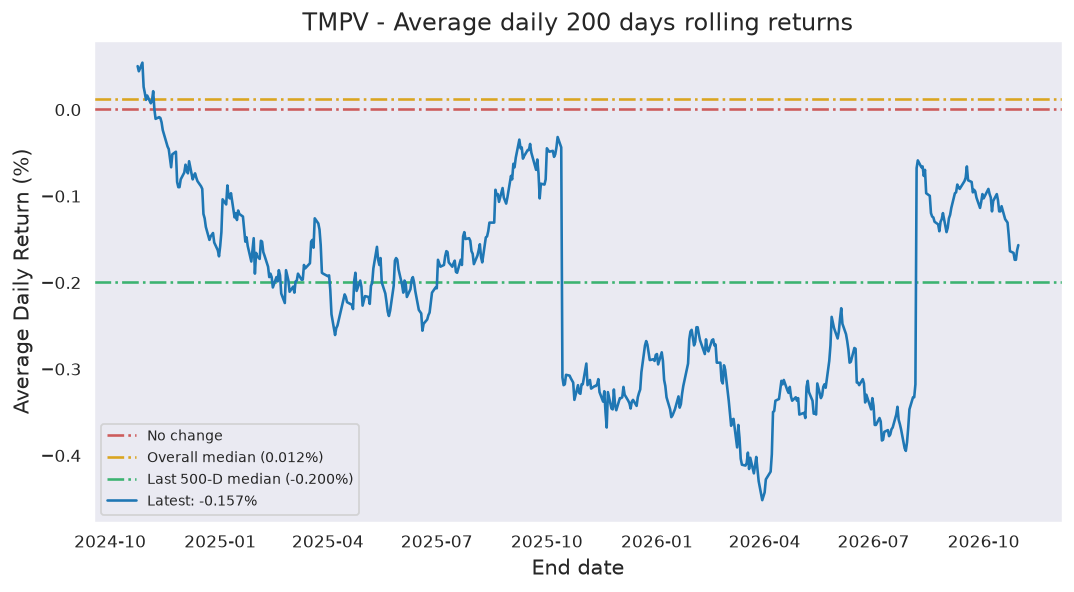 TMPV - Average daily 200 days rolling returns
Average Daily Return (%)
0.0
−0.1
−0.2
−0.3
−0.4
No change
Overall median (0.012%)
Last 500-D median (-0.200%)
Latest: -0.157%
2024-10 2025-01 2025-04 2025-07 2025-10 2026-01 2026-04 2026-07 2026-10
End date